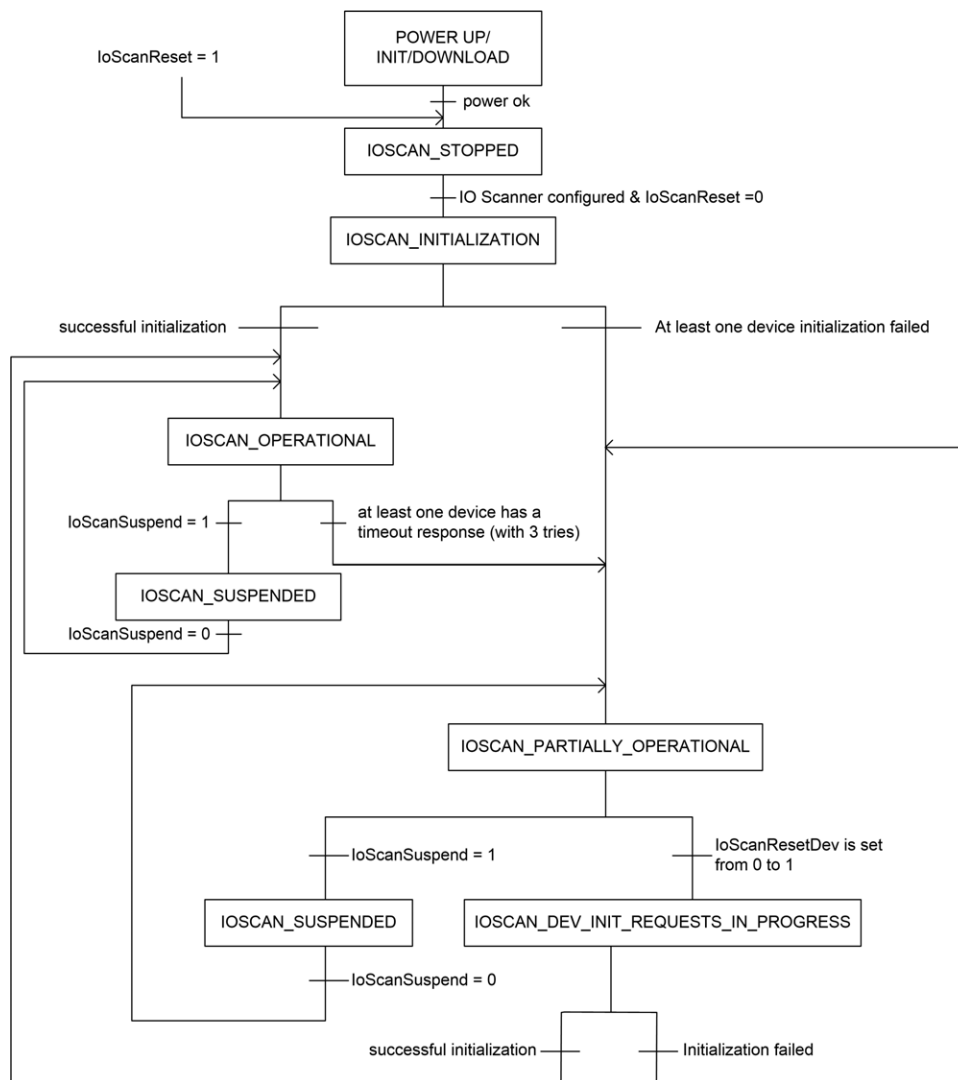 POWER UP/
INIT/DOWNLOAD
IoScanReset = 1
power ok
IOSCAN_STOPPED
IO Scanner configured & IoScanReset =0
IOSCAN_INITIALIZATION
successful initialization
At least one device initialization failed
IOSCAN_OPERATIONAL
IoScanSuspend = 1
at least one device has a
timeout response (with 3 tries)
IOSCAN_SUSPENDED
IoScanSuspend = 0
IOSCAN_PARTIALLY_OPERATIONAL
IoScanSuspend = 1
IoScanResetDev is set
from 0 to 1
IOSCAN_SUSPENDED
IOSCAN_DEV_INIT_REQUESTS_IN_PROGRESS
IoScanSuspend = 0
successful initialization
Initialization failed